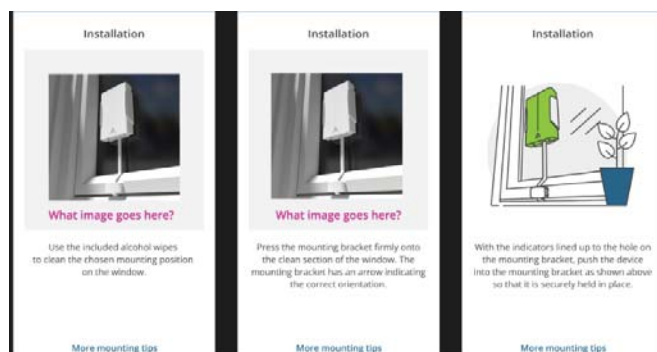 Installation
What image goes here?
Use the included alcohol wipes
to clean the chosen mounting position
on the window.
More mounting tips
Installation
What image goes here?
Press the mounting bracket firmly onto
the clean section of the window. The
mounting bracket has an arrow indicating
the correct orientation.
More mounting tips
Installation
With the indicators lined up to the hole on
the mounting bracket, push the device
into the mounting bracket as shown above
so that it is securely held in place.
More mounting tips